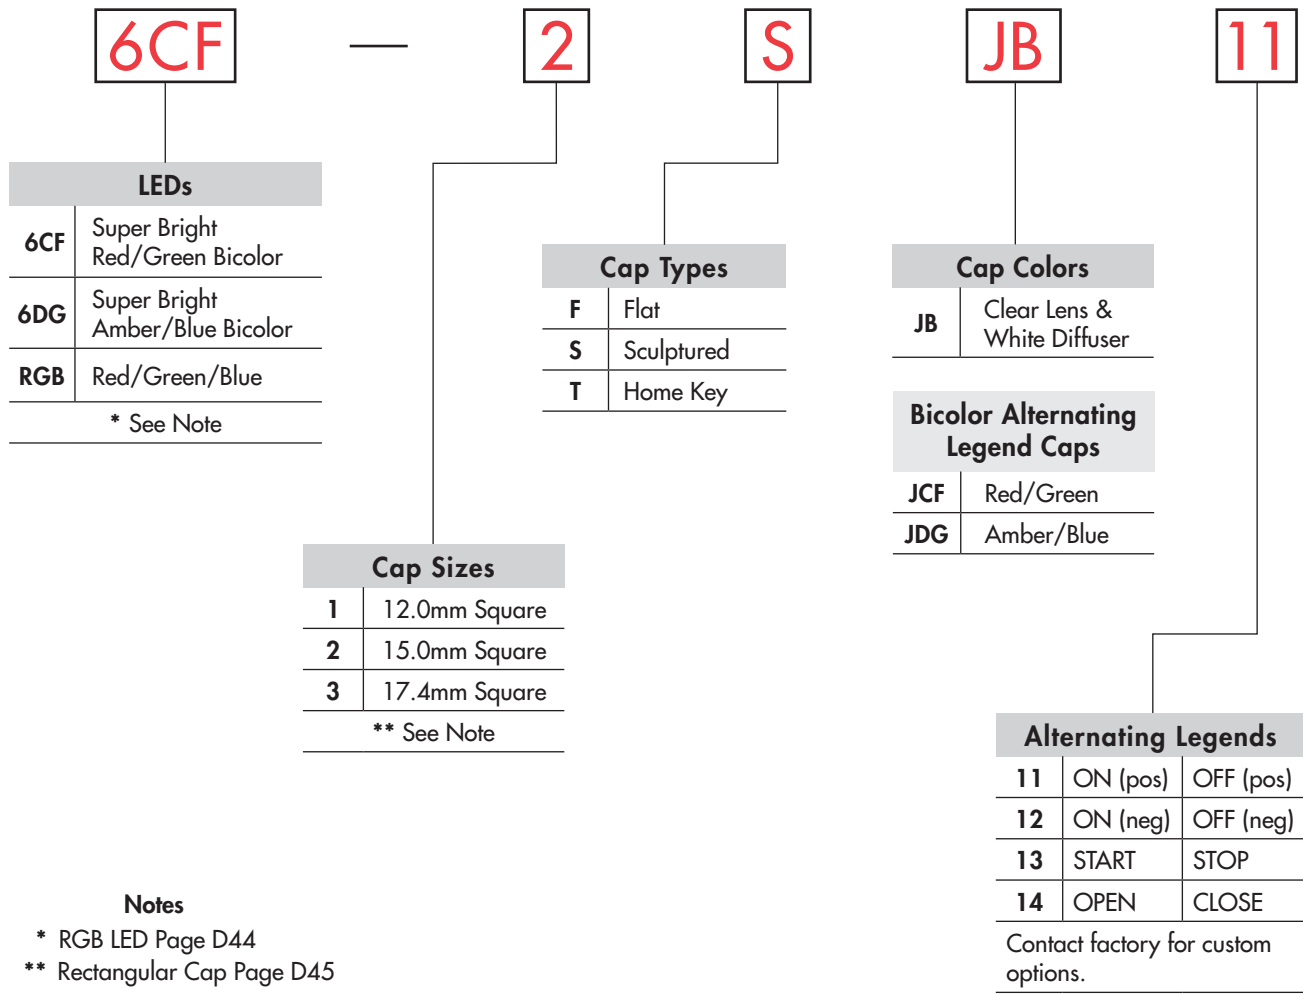 6CF — 2 S JB 11
LEDs
6CF Super Bright
Red/Green Bicolor
6DG Super Bright
Amber/Blue Bicolor
RGB Red/Green/Blue
* See Note
Cap Sizes
1 12.0mm Square
2 15.0mm Square
3 17.4mm Square
** See Note
Cap Types
F Flat
S Sculptured
T Home Key
Cap Colors
JB Clear Lens &
White Diffuser
Bicolor Alternating
Legend Caps
JCF Red/Green
JDG Amber/Blue
Alternating Legends
11 ON (pos) OFF (pos)
12 ON (neg) OFF (neg)
13 START STOP
14 OPEN CLOSE
Contact factory for custom
options.
Notes
* RGB LED Page D44
** Rectangular Cap Page D45